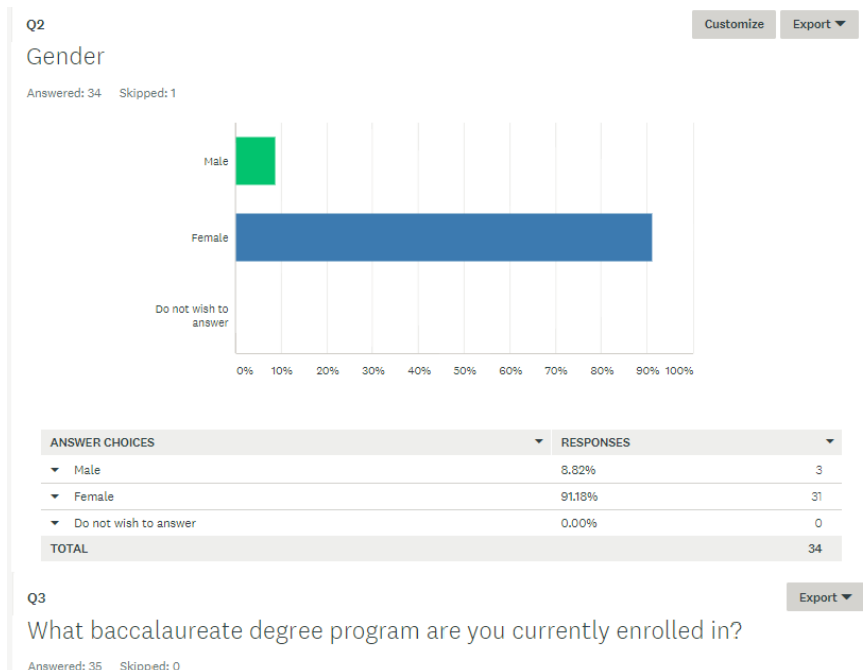 Q2
Customize
Export
Gender
Answered: 34 Skipped: 1
Male
Female
Do not wish to
answer
0% 10% 20% 30% 40% 50% 60% 70% 80% 90% 100%
ANSWER CHOICES RESPONSES
Male 8.82% 3
Female 91.18% 31
Do not wish to answer 0.00% 0
TOTAL 34
Q3
Export
What baccalaureate degree program are you currently enrolled in?
Answered: 35 Skipped: 0